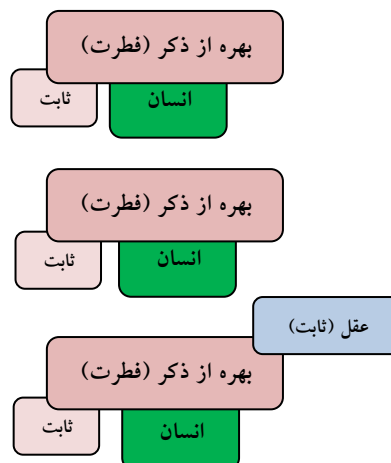 بهره از ذکر (فطرت)
انسان
ثابت
بهره از ذکر (فطرت)
انسان
ثابت
عقل (ثابت)
بهره از ذکر (فطرت)
انسان
ثابت